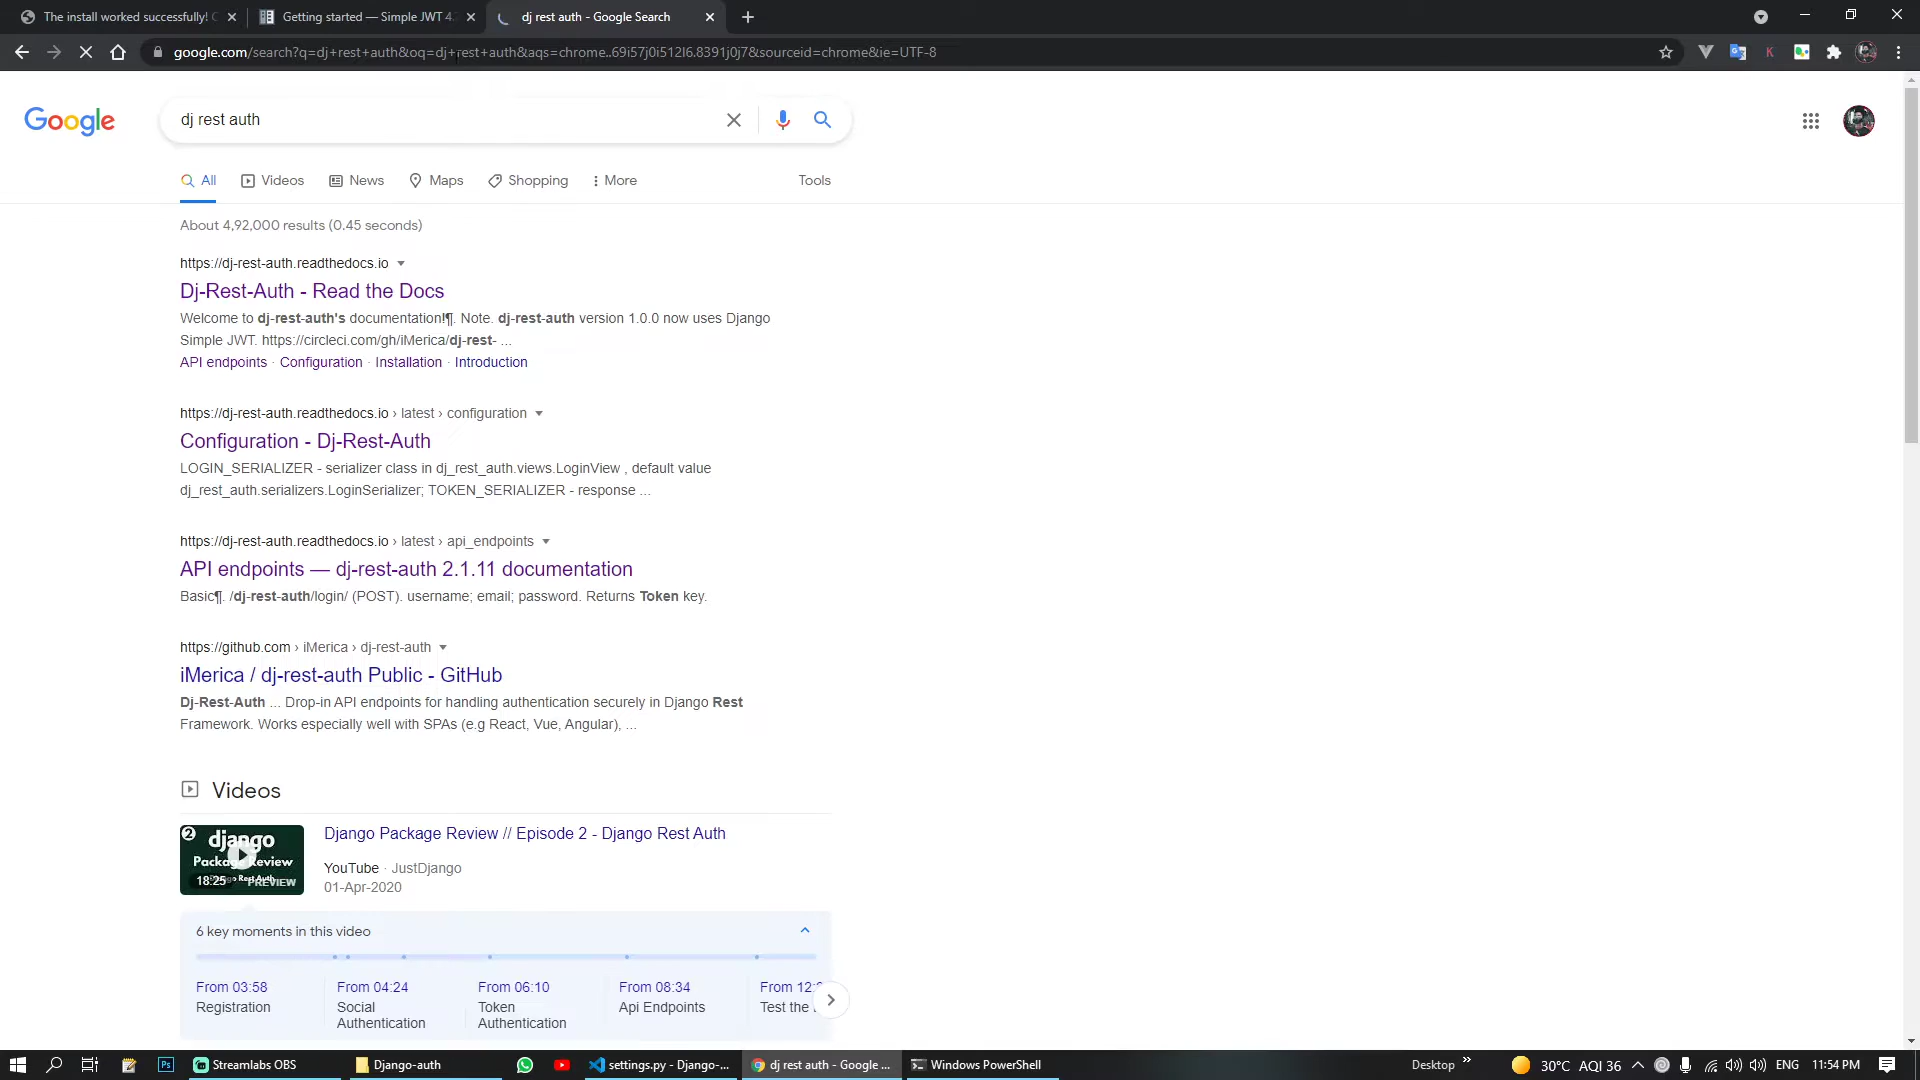 The install worked successfully!
Getting started — Simple JWT 4.
dj rest auth - Google Search
google.com/search?q=dj+rest+auth&oq=dj+rest+auth&aqs=chrome..69i57j0i512l6.8391j0j7&sourceid=chrome&ie=UTF-8
Google
dj rest auth
All
Videos
News
Maps
Shopping
More
Tools
About 4,92,000 results (0.45 seconds)
https://dj-rest-auth.readthedocs.io
Dj-Rest-Auth - Read the Docs
Welcome to dj-rest-auth's documentation!¶. Note. dj-rest-auth version 1.0.0 now uses Django
Simple JWT. https://circleci.com/gh/iMerica/dj-rest- ...
API endpoints · Configuration · Installation · Introduction
https://dj-rest-auth.readthedocs.io › latest › configuration
Configuration - Dj-Rest-Auth
LOGIN_SERIALIZER - serializer class in dj_rest_auth.views.LoginView , default value
dj_rest_auth.serializers.LoginSerializer; TOKEN_SERIALIZER - response ...
https://dj-rest-auth.readthedocs.io › latest › api_endpoints
API endpoints — dj-rest-auth 2.1.11 documentation
Basic¶. /dj-rest-auth/login/ (POST). username; email; password. Returns Token key.
https://github.com › iMerica › dj-rest-auth
iMerica / dj-rest-auth Public - GitHub
Dj-Rest-Auth ... Drop-in API endpoints for handling authentication securely in Django Rest
Framework. Works especially well with SPAs (e.g React, Vue, Angular), ...
Videos
2
django
Package Review
Django Rest Auth
18:25
PREVIEW
Django Package Review // Episode 2 - Django Rest Auth
YouTube · JustDjango
01-Apr-2020
6 key moments in this video
From 03:58
Registration
From 04:24
Social
Authentication
From 06:10
Token
Authentication
From 08:34
Api Endpoints
From 12:
Test the
Ps
Streamlabs OBS
Django-auth
settings.py - Django-...
dj rest auth - Google ...
Windows PowerShell
Desktop
30°C AQI 36
ENG
11:54 PM